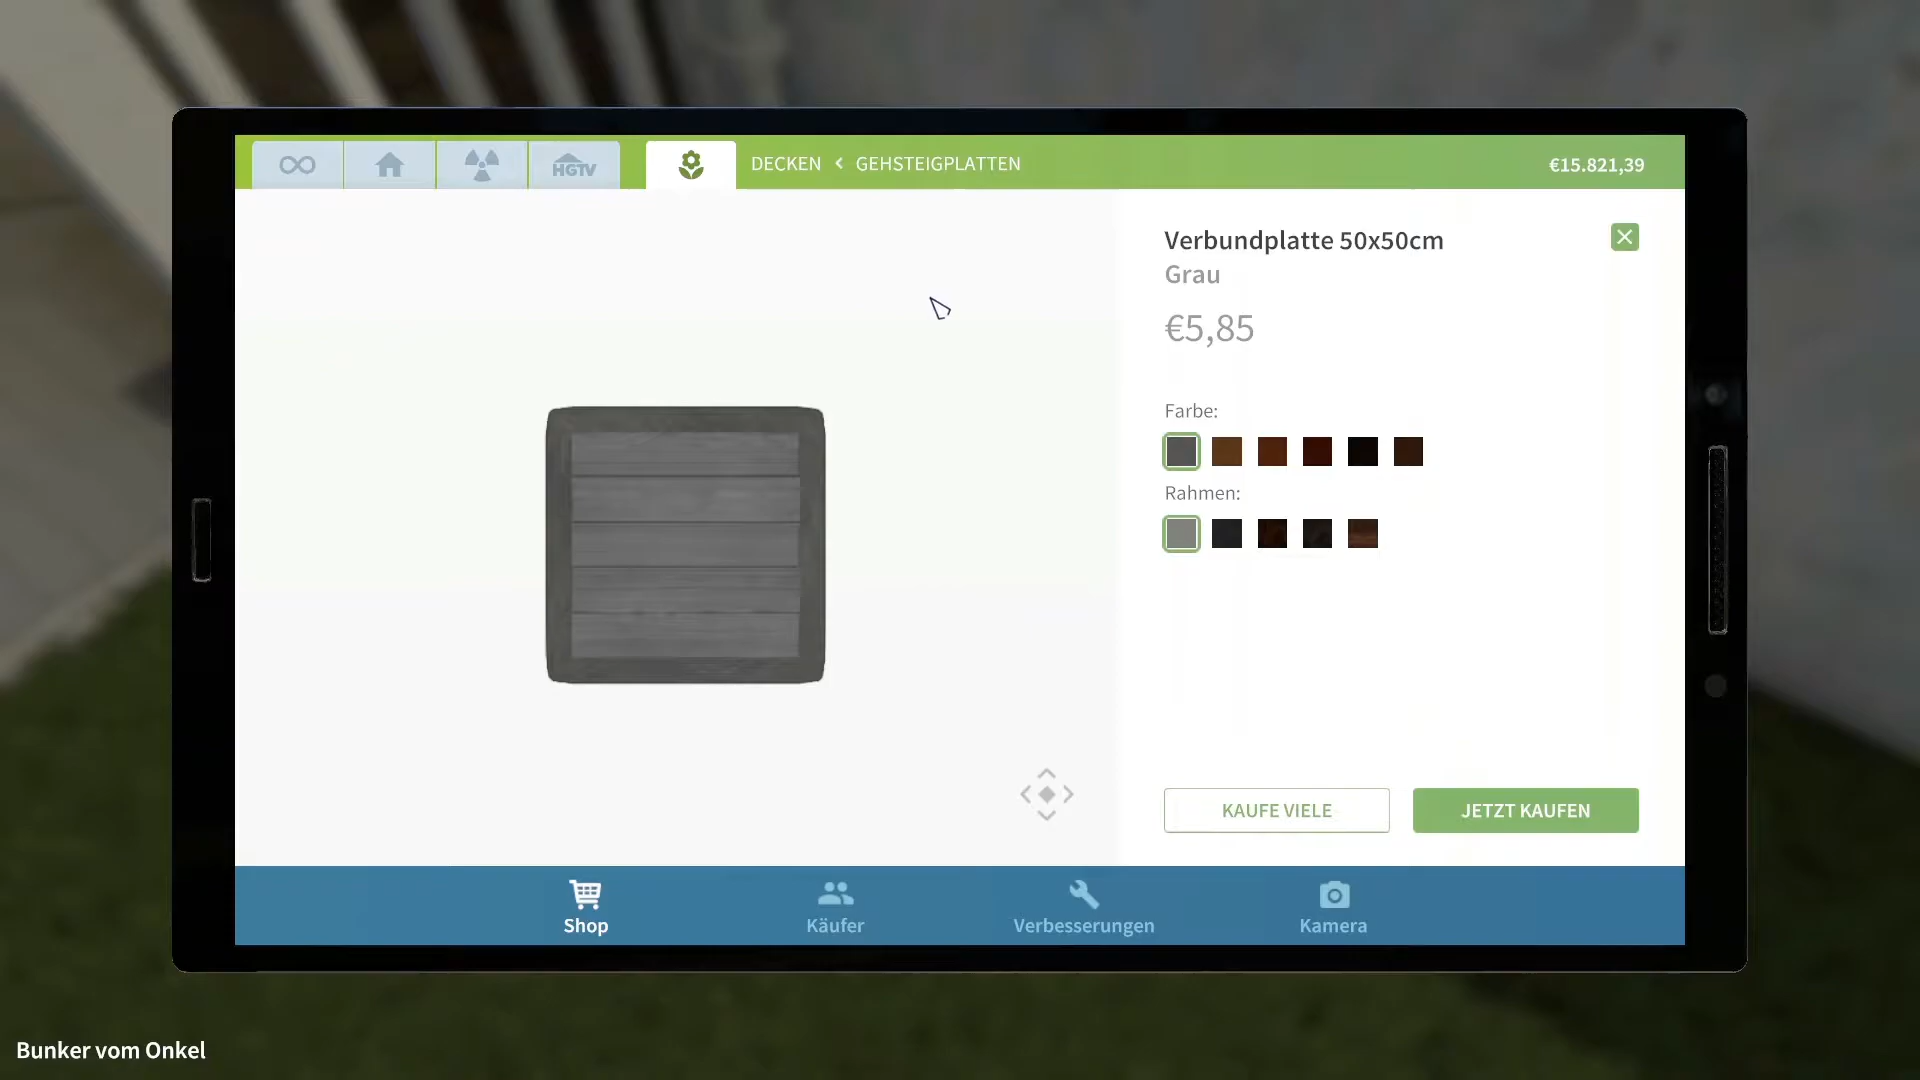 HGTV
DECKEN < GEHSTEIGPLATTEN
€15.821,39
Verbundplatte 50x50cm
Grau
€5,85
Farbe:
Rahmen:
KAUFE VIELE
JETZT KAUFEN
Shop
Käufer
Verbesserungen
Kamera
Bunker vom Onkel